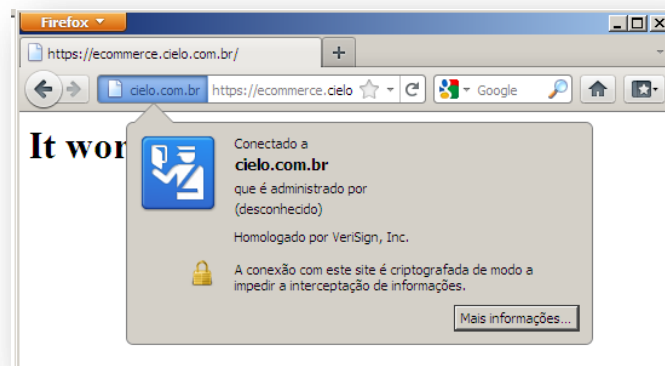 Firefox
https://ecommerce.cielo.com.br/
cielo.com.br https://ecommerce.cielo Google
It wor
Conectado a
cielo.com.br
que é administrado por
(desconhecido)
Homologado por VeriSign, Inc.
A conexão com este site é criptografada de modo a
impedir a interceptação de informações.
Mais informações...